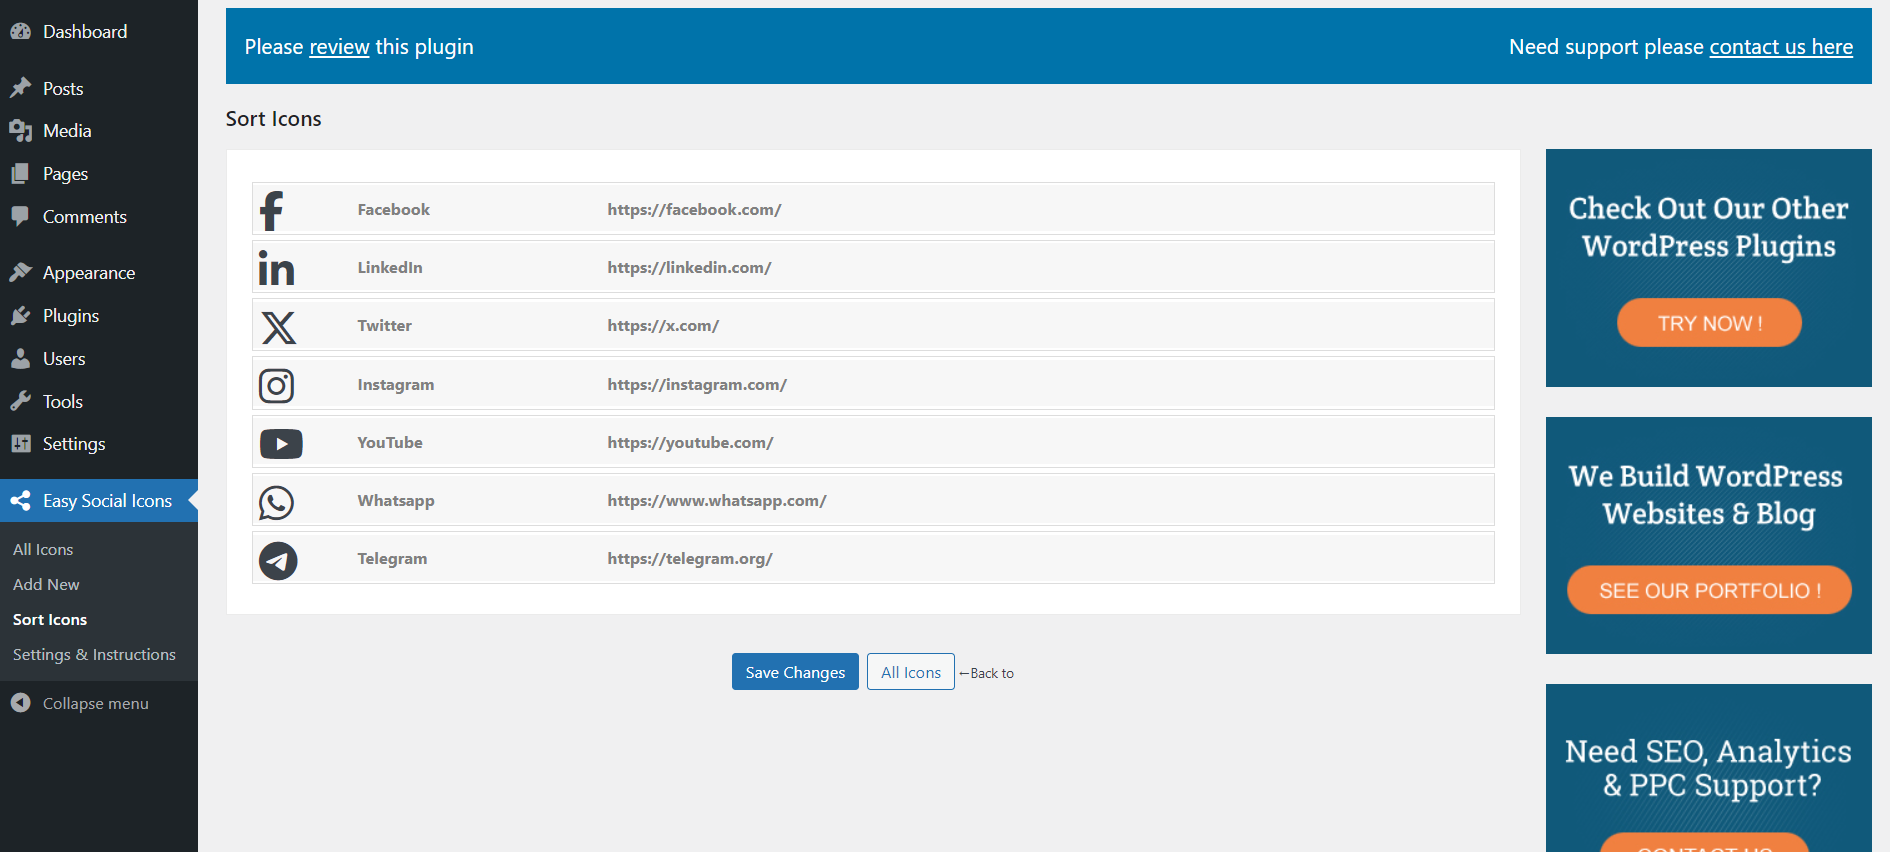 Dashboard
Posts
Media
Pages
Comments
Appearance
Plugins
Users
Tools
Settings
Easy Social Icons
All Icons
Add New
Sort Icons
Settings & Instructions
Collapse menu
Please review this plugin
Need support please contact us here
Sort Icons
Facebook https://facebook.com/
LinkedIn https://linkedin.com/
Twitter https://x.com/
Instagram https://instagram.com/
YouTube https://youtube.com/
Whatsapp https://www.whatsapp.com/
Telegram https://telegram.org/
Save Changes All Icons ←Back to
Check Out Our Other
WordPress Plugins
TRY NOW !
We Build WordPress
Websites & Blog
SEE OUR PORTFOLIO !
Need SEO, Analytics
& PPC Support?
CONTACT US